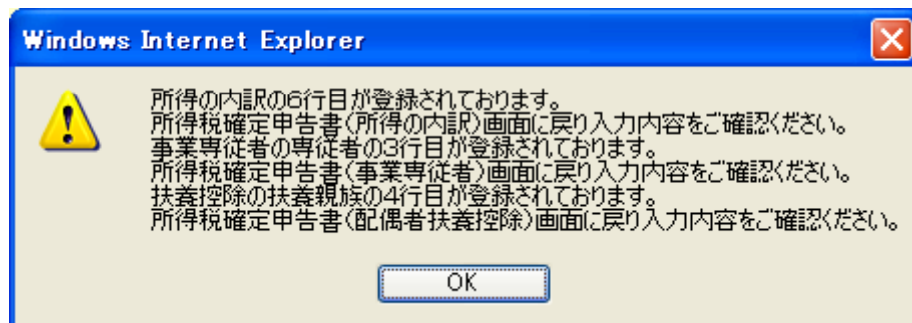 Windows Internet Explorer
所得の内訳の6行目が登録されております。
所得税確定申告書(所得の内訳)画面に戻り入力内容をご確認ください。
事業専従者の専従者の3行目が登録されております。
所得税確定申告書(事業専従者)画面に戻り入力内容をご確認ください。
扶養控除の扶養親族の4行目が登録されております。
所得税確定申告書(配偶者扶養控除)画面に戻り入力内容をご確認ください。
OK